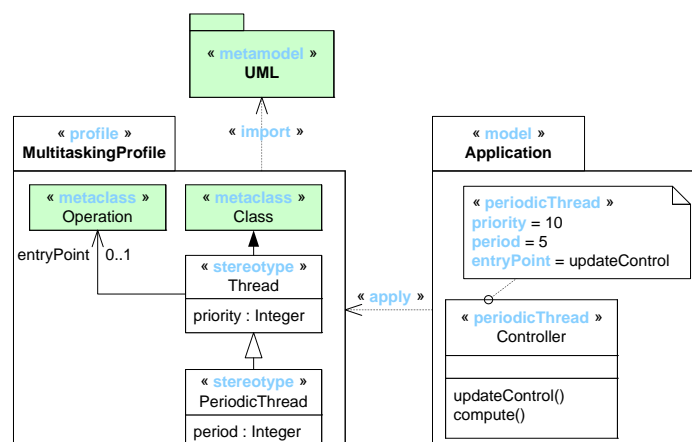 « metamodel »
UML
« import »
« profile »
MultitaskingProfile
« metaclass »
Operation
« metaclass »
Class
entryPoint
0..1
« stereotype »
Thread
priority : Integer
« stereotype »
PeriodicThread
period : Integer
« apply »
« model »
Application
« periodicThread »
priority = 10
period = 5
entryPoint = updateControl
« periodicThread »
Controller
updateControl()
compute()